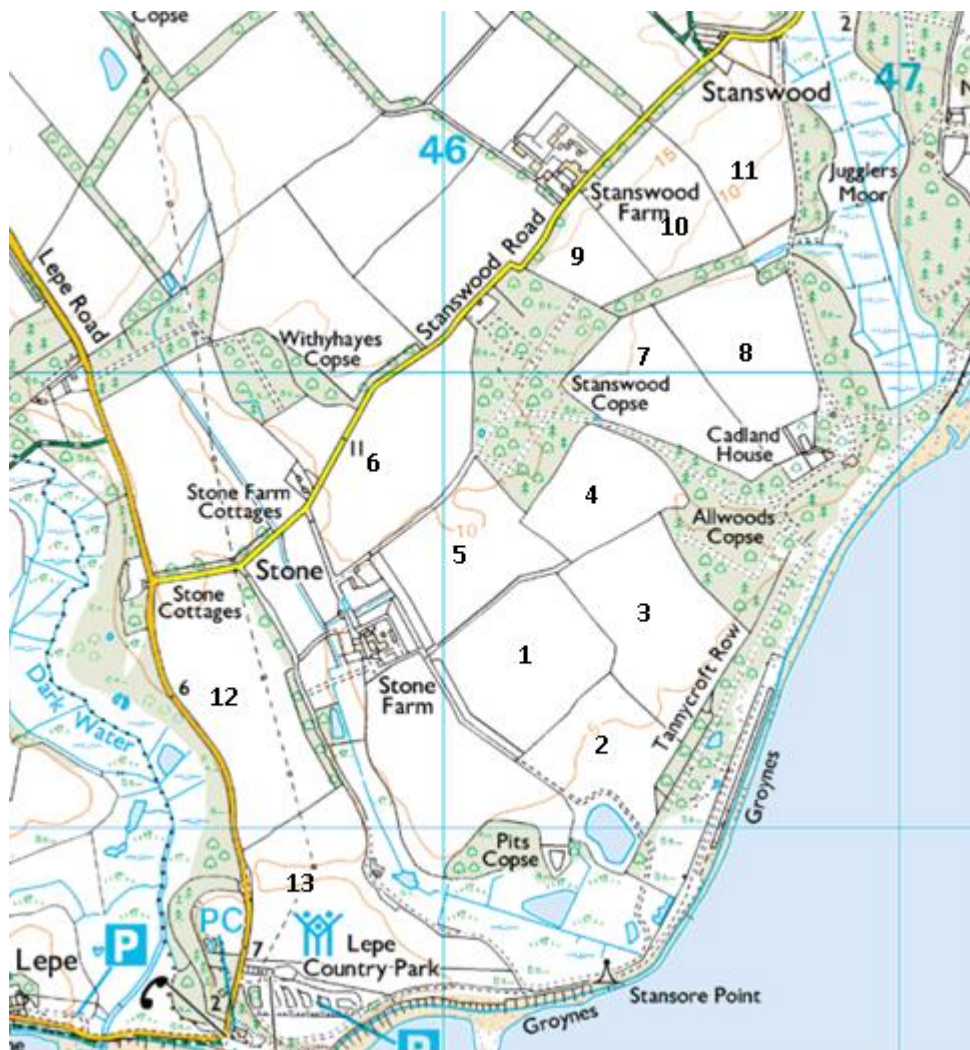 Copse
2
47
Stanswood
46
11
15
10
Jugglers
Moor
Stanswood
Farm
10
9
Lepe Road
Stanswood Road
Withyhayes
Copse
7
8
Stanswood
Copse
Cadland
House
11
6
Stone Farm
Cottages
4
Allwoods
Copse
10
5
Stone
Stone
Cottages
3
1
Tannycroft Row
Stone
Farm
6
12
Dark Water
5
2
Groynes
Pits
Copse
13
PC
P
Lepe
7
Lepe
Country Park
2
Stansore Point
Groynes
P